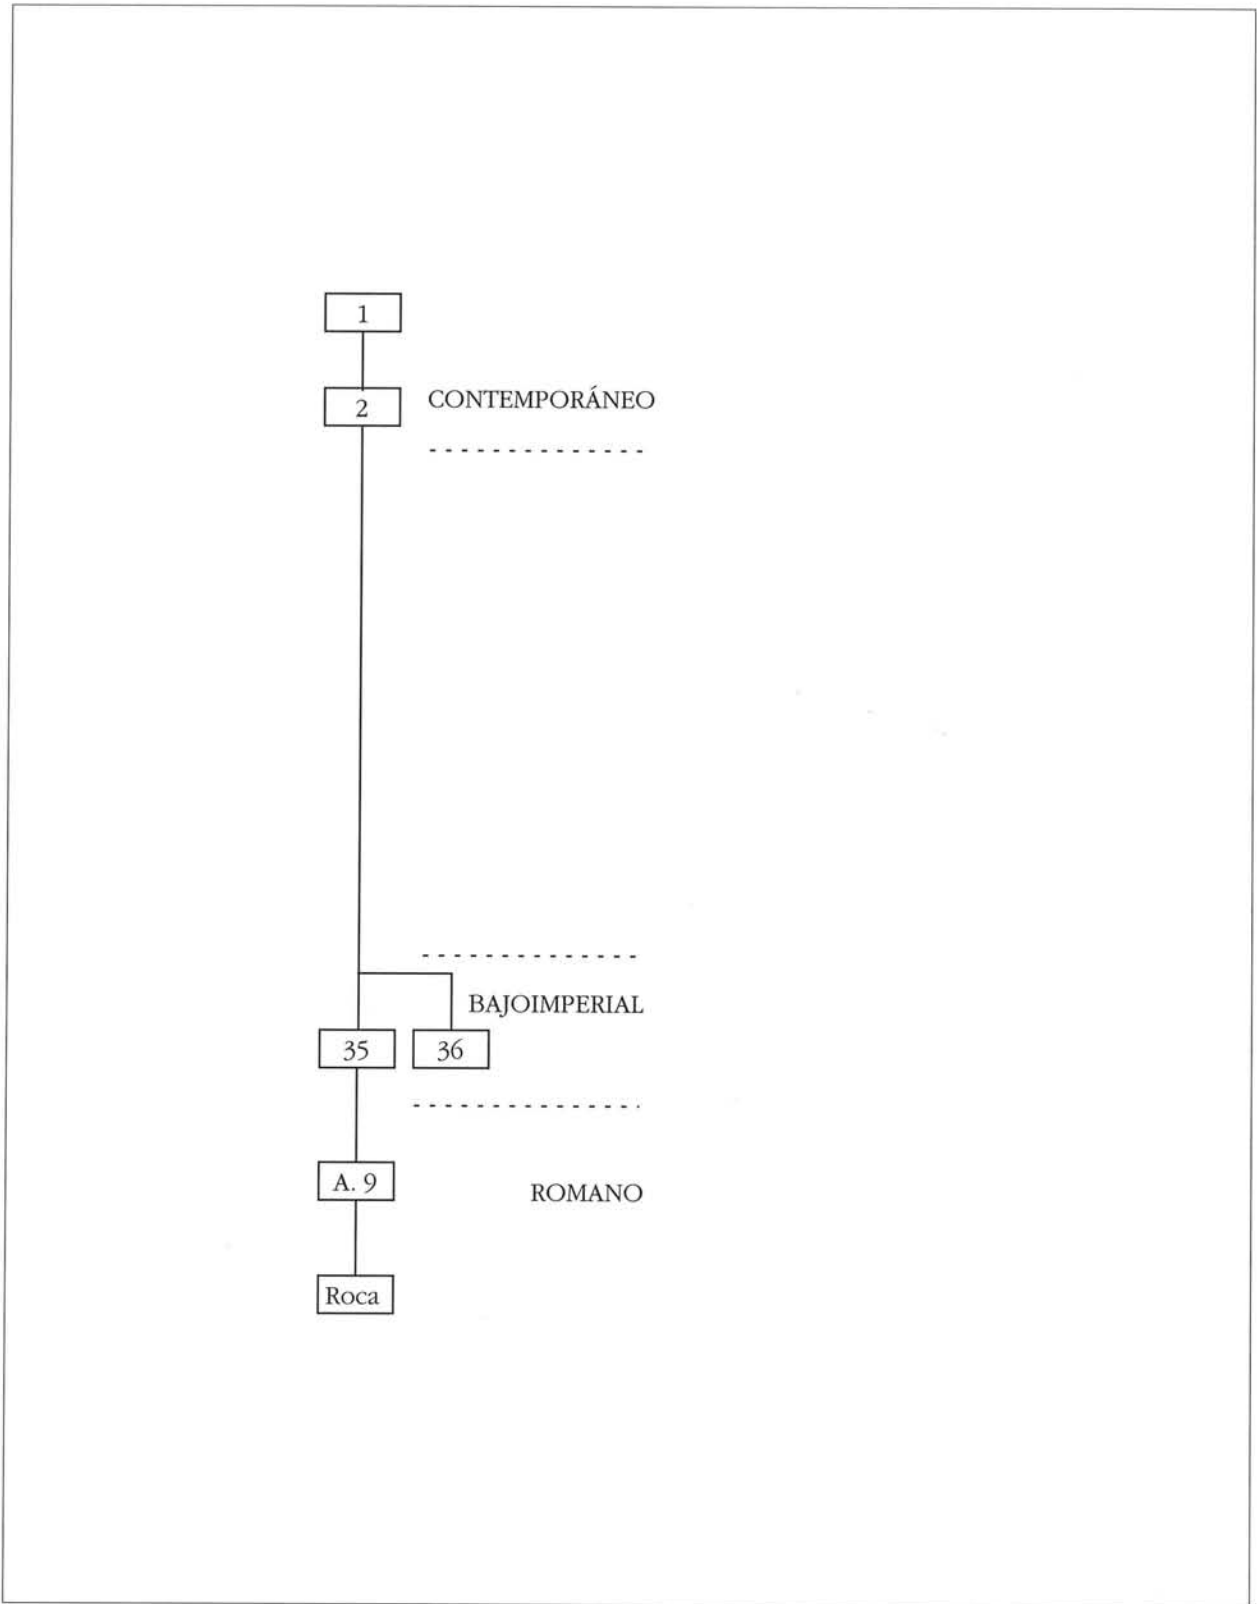 1
2
CONTEMPORÁNEO
BAJOIMPERIAL
35
36
A. 9
ROMANO
Roca